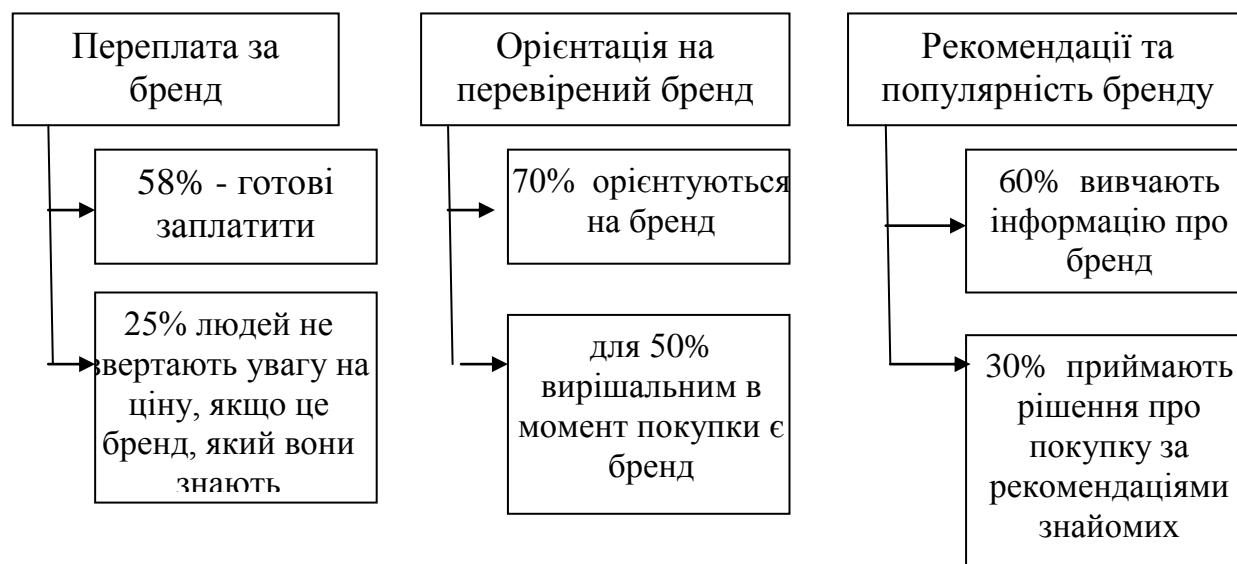 Переплата за
бренд
58% - готові
заплатити
25% людей не
звертають увагу на
ціну, якщо це
бренд, який вони
знають
Орієнтація на
перевірений бренд
70% орієнтуються
на бренд
для 50%
вирішальним в
момент покупки є
бренд
Рекомендації та
популярність бренду
60% вивчають
інформацію про
бренд
30% приймають
рішення про
покупку за
рекомендаціями
знайомих